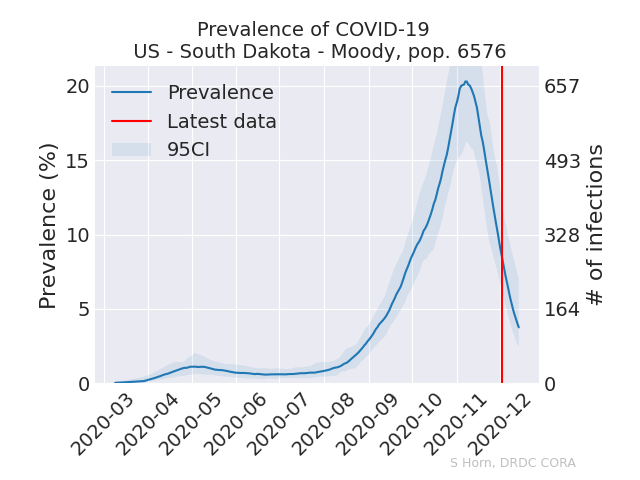 Prevalence of COVID-19
US - South Dakota - Moody, pop. 6576
Prevalence
Latest data
95CI
Prevalence (%)
20
15
10
5
0
657
493
328
164
0
# of infections
2020-03
2020-04
2020-05
2020-06
2020-07
2020-08
2020-09
2020-10
2020-11
2020-12
S Horn, DRDC CORA